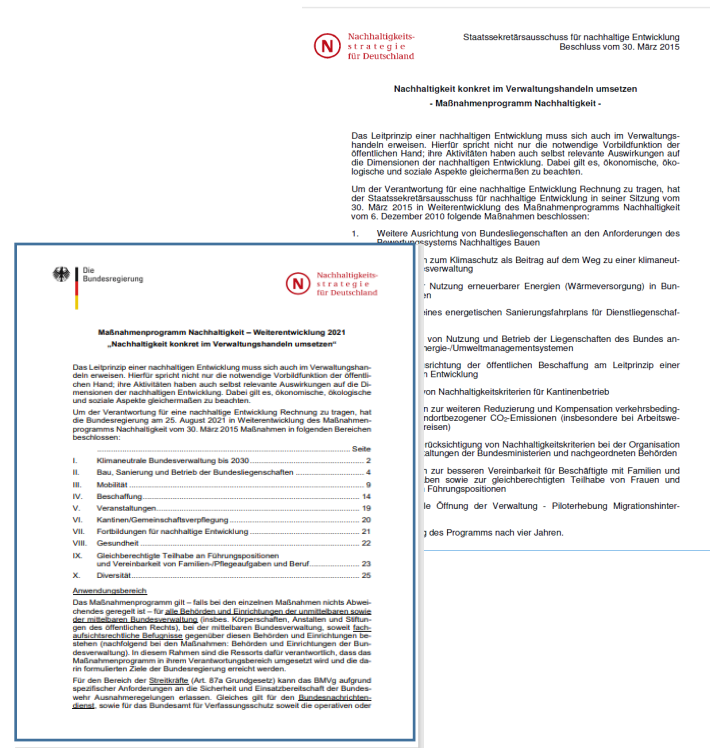 Nachhaltigkeits-
strategie
für Deutschland
Staatssekretärsausschuss für nachhaltige Entwicklung
Beschluss vom 30. März 2015
Nachhaltigkeit konkret im Verwaltungshandeln umsetzen
- Maßnahmenprogramm Nachhaltigkeit -
Das Leitprinzip einer nachhaltigen Entwicklung muss sich auch im Verwaltungs-
handeln erweisen. Hierfür spricht nicht nur die notwendige Vorbildfunktion der
öffentlichen Hand; ihre Aktivitäten haben auch selbst relevante Auswirkungen auf
die Dimensionen der nachhaltigen Entwicklung. Dabei gilt es, ökonomische, öko-
logische und soziale Aspekte gleichermaßen zu beachten.
Um der Verantwortung für eine nachhaltige Entwicklung Rechnung zu tragen, hat
der Staatssekretärsausschuss für nachhaltige Entwicklung in seiner Sitzung vom
30. März 2015 in Weiterentwicklung des Maßnahmenprogramms Nachhaltigkeit
vom 6. Dezember 2010 folgende Maßnahmen beschlossen:
1. Weitere Ausrichtung von Bundesliegenschaften an den Anforderungen des
Bewertungssystems Nachhaltiges Bauen
zum Klimaschutz als Beitrag auf dem Weg zu einer klimaneut-
sverwaltung
Nutzung erneuerbarer Energien (Wärmeversorgung) in Bun-
en
eines energetischen Sanierungsfahrplans für Dienstliegenschaf-
von Nutzung und Betrieb der Liegenschaften des Bundes an-
nergie-/Umweltmanagementsystemen
srichtung der öffentlichen Beschaffung am Leitprinzip einer
n Entwicklung
von Nachhaltigkeitskriterien für Kantinenbetrieb
n zur weiteren Reduzierung und Kompensation verkehrsbeding-
ndortbezogener CO₂-Emissionen (insbesondere bei Arbeitswe-
reisen)
rücksichtigung von Nachhaltigkeitskriterien bei der Organisation
altungen der Bundesministerien und nachgeordneten Behörden
n zur besseren Vereinbarkeit für Beschäftigte mit Familien und
ben sowie zur gleichberechtigten Teilhabe von Frauen und
Führungspositionen
le Öffnung der Verwaltung - Piloterhebung Migrationshinter-
g des Programms nach vier Jahren.
Die
Bundesregierung
Nachhaltigkeits-
strategie
für Deutschland
Maßnahmenprogramm Nachhaltigkeit – Weiterentwicklung 2021
„Nachhaltigkeit konkret im Verwaltungshandeln umsetzen“
Das Leitprinzip einer nachhaltigen Entwicklung muss sich auch im Verwaltungshan-
deln erweisen. Hierfür spricht nicht nur die notwendige Vorbildfunktion der öffentli-
chen Hand; ihre Aktivitäten haben auch selbst relevante Auswirkungen auf die Di-
mensionen der nachhaltigen Entwicklung. Dabei gilt es, ökonomische, ökologische
und soziale Aspekte gleichermaßen zu beachten.
Um der Verantwortung für eine nachhaltige Entwicklung Rechnung zu tragen, hat
die Bundesregierung am 25. August 2021 in Weiterentwicklung des Maßnahmen-
programms Nachhaltigkeit vom 30. März 2015 Maßnahmen in folgenden Bereichen
beschlossen:
Seite
I. Klimaneutrale Bundesverwaltung bis 2030 2
II. Bau, Sanierung und Betrieb der Bundesliegenschaften 4
III. Mobilität 9
IV. Beschaffung 14
V. Veranstaltungen 19
VI. Kantinen/Gemeinschaftsverpflegung 20
VII. Fortbildungen für nachhaltige Entwicklung 21
VIII. Gesundheit 22
IX. Gleichberechtigte Teilhabe an Führungspositionen
und Vereinbarkeit von Familien-/Pflegeaufgaben und Beruf 23
X. Diversität 25
Anwendungsbereich
Das Maßnahmenprogramm gilt – falls bei den einzelnen Maßnahmen nichts Abwei-
chendes geregelt ist – für alle Behörden und Einrichtungen der unmittelbaren sowie
der mittelbaren Bundesverwaltung (insbes. Körperschaften, Anstalten und Stiftun-
gen des öffentlichen Rechts), bei der mittelbaren Bundesverwaltung, soweit fach-
aufsichtsrechtliche Befugnisse gegenüber diesen Behörden und Einrichtungen be-
stehen (nachfolgend bei den Maßnahmen: Behörden und Einrichtungen der Bun-
desverwaltung). In diesem Rahmen sind die Ressorts dafür verantwortlich, dass das
Maßnahmenprogramm in ihrem Verantwortungsbereich umgesetzt wird und die da-
rin formulierten Ziele der Bundesregierung erreicht werden.
Für den Bereich der Streitkräfte (Art. 87a Grundgesetz) kann das BMVg aufgrund
spezifischer Anforderungen an die Sicherheit und Einsatzbereitschaft der Bundes-
wehr Ausnahmeregelungen erlassen. Gleiches gilt für den Bundesnachrichten-
dienst, sowie für das Bundesamt für Verfassungsschutz soweit die operativen oder